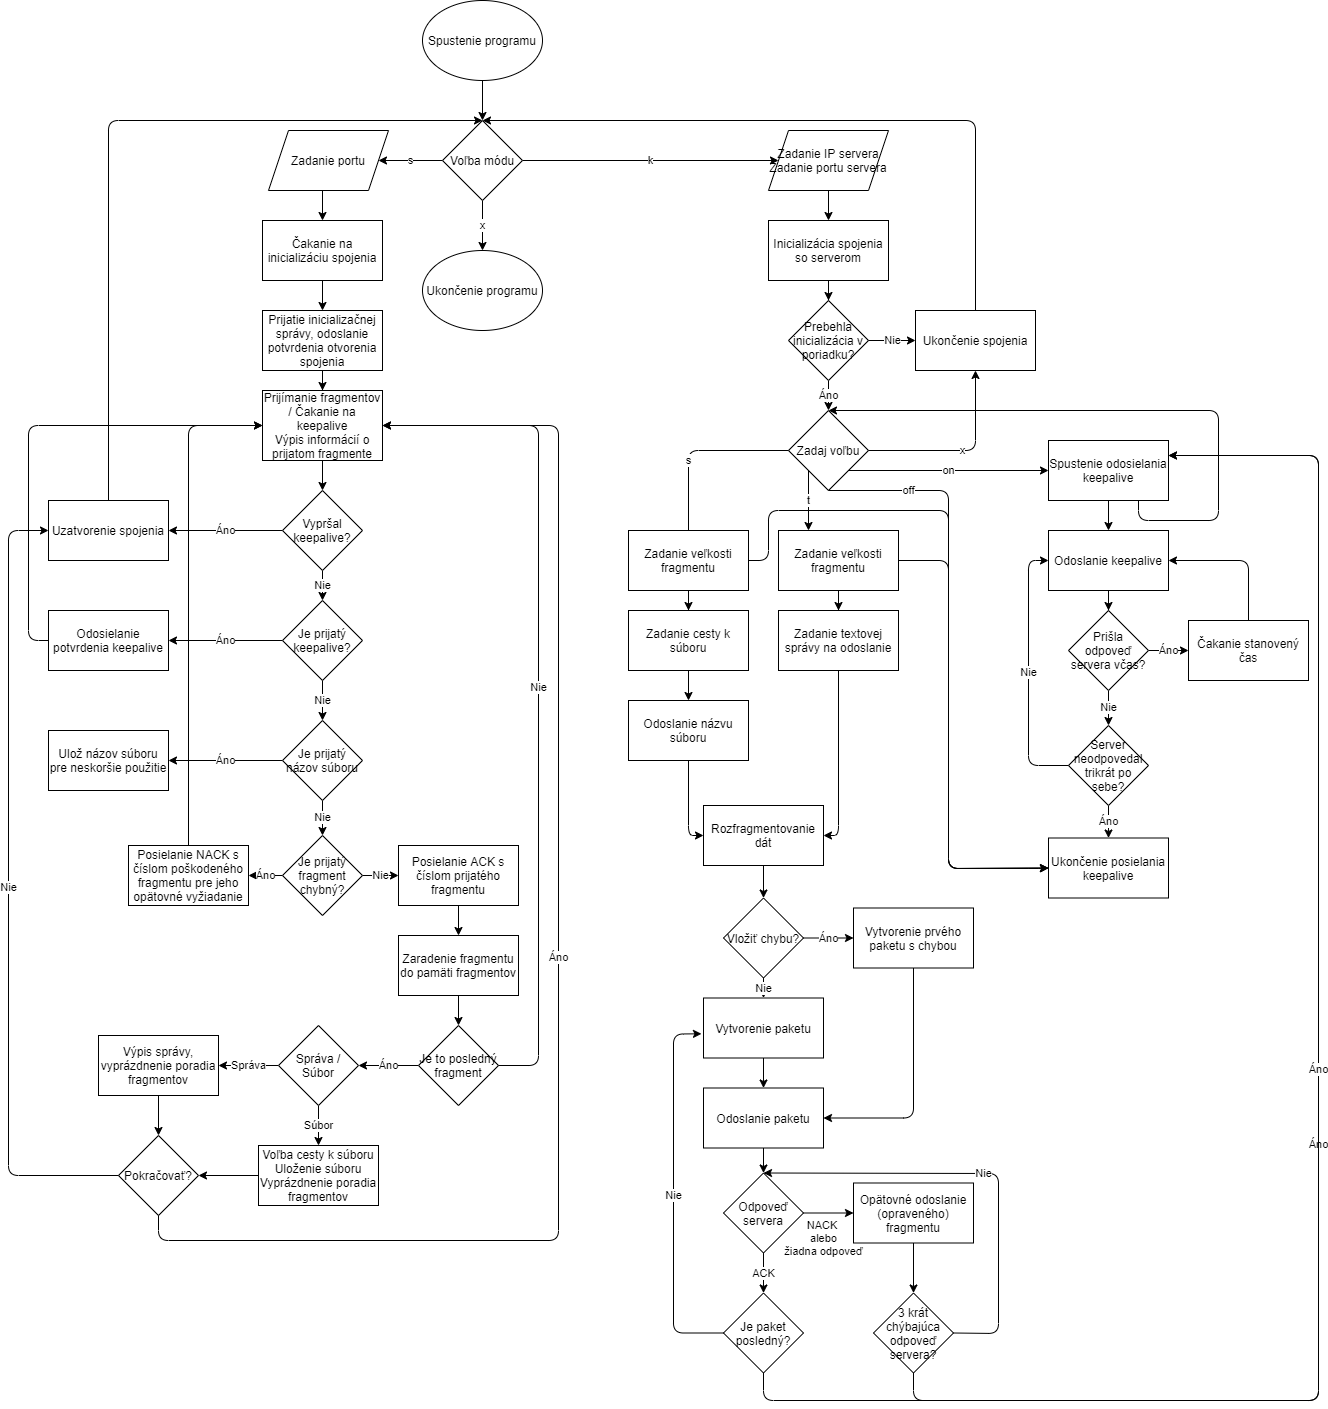 Spustenie programu
Zadanie portu
s
Voľba módu
k
Zadanie IP servera
Zadanie portu servera
x
Ukončenie programu
Čakanie na
inicializáciu spojenia
Prijatie inicializačnej
správy, odoslanie
potvrdenia otvorenia
spojenia
Prijímanie fragmentov
/ Čakanie na
keepalive
Výpis informácií o
prijatom fragmente
Uzatvorenie spojenia
Áno
Vypršal
keepalive?
Nie
Odosielanie
potvrdenia keepalive
Áno
Je prijatý
keepalive?
Nie
Nie
Ulož názov súboru
pre neskoršie použitie
Áno
Je prijatý
názov súboru
Nie
Posielanie NACK s
číslom poškodeného
fragmentu pre jeho
opätovné vyžiadanie
Áno
Je prijatý
fragment
chybný?
Nie
Posielanie ACK s
číslom prijatého
fragmentu
Nie
Áno
Zaradenie fragmentu
do pamäti fragmentov
Výpis správy,
vyprázdnenie poradia
fragmentov
Správa
Správa /
Súbor
Áno
Je to posledný
fragment
Súbor
Pokračovať?
Voľba cesty k súboru
Uloženie súboru
Vyprázdnenie poradia
fragmentov
Inicializácia spojenia
so serverom
Prebehla
inicializácia v
poriadku?
Nie
Ukončenie spojenia
Áno
Zadaj voľbu
x
s
t
on
off
Spustenie odosielania
keepalive
Zadanie veľkosti
fragmentu
Zadanie veľkosti
fragmentu
Odoslanie keepalive
Zadanie cesty k
súboru
Zadanie textovej
správy na odoslanie
Prišla
odpoveď
servera včas?
Áno
Čakanie stanovený
čas
Nie
Nie
Odoslanie názvu
súboru
Server
neodpovedal
trikrát po
sebe?
Áno
Rozfragmentovanie
dát
Ukončenie posielania
keepalive
Vložiť chybu?
Áno
Vytvorenie prvého
paketu s chybou
Nie
Vytvorenie paketu
Odoslanie paketu
Áno
Áno
Nie
Nie
Odpoveď
servera
NACK
alebo
žiadna odpoveď
Opätovné odoslanie
(opraveného)
fragmentu
ACK
Je paket
posledný?
3 krát
chýbajúca
odpoveď
servera?